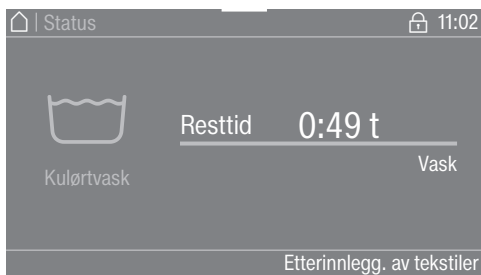 | Status 11:02
Resttid 0:49 t
Vask
Kulørtvask
Etterinnlegg. av tekstiler